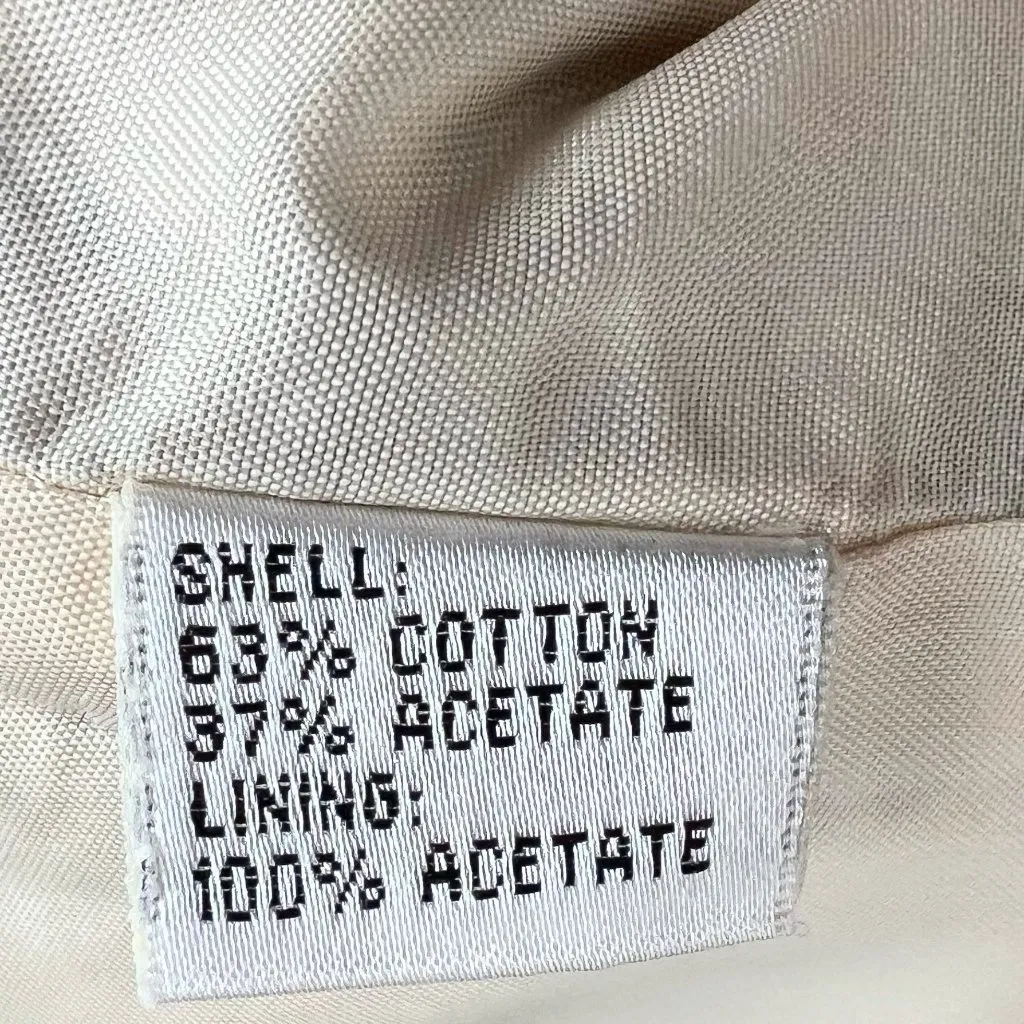 SHELL:
63% COTTON
37% ACETATE
LINING:
100% ACETATE